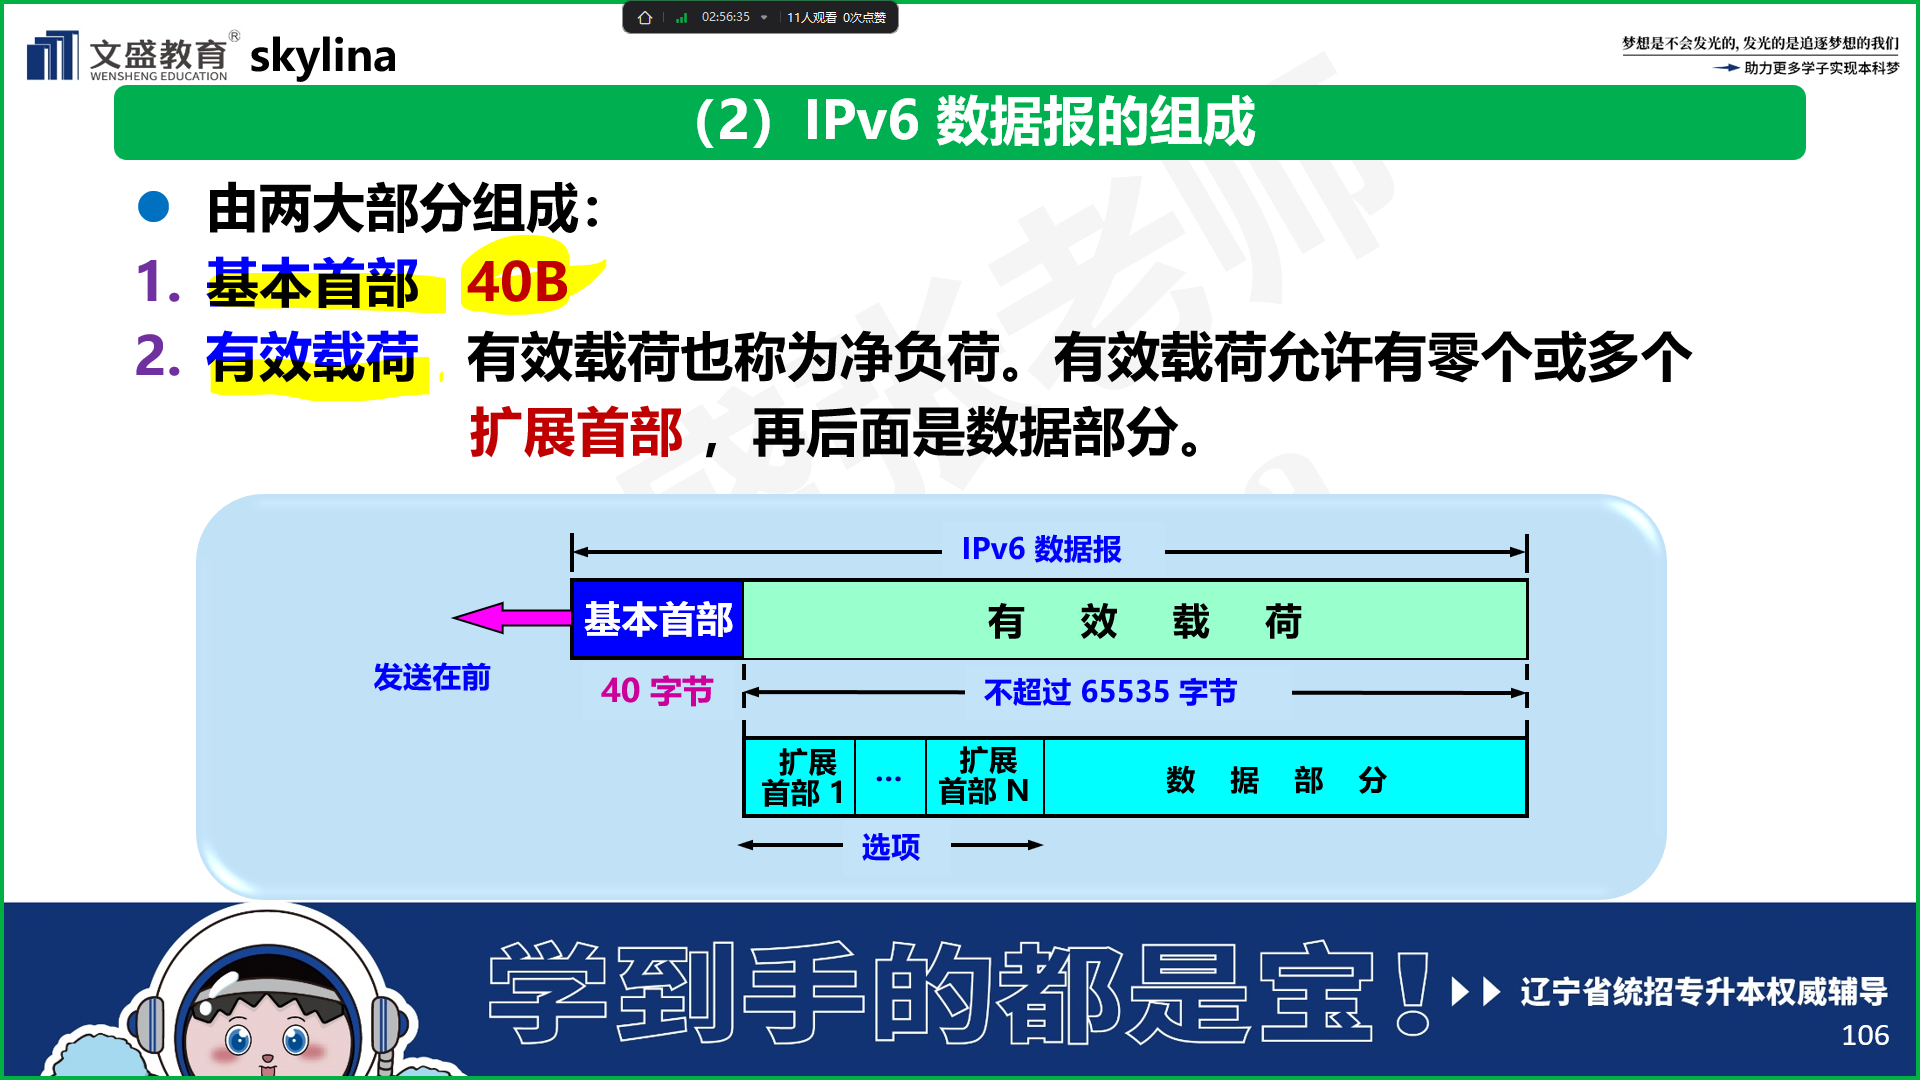 02:56:35 11人观看 0次点赞
文盛教育® skylina
WENSHENG EDUCATION
梦想是不会发光的, 发光的是追逐梦想的我们
助力更多学子实现本科梦
（2）IPv6 数据报的组成
由两大部分组成：
1. 基本首部 40B
2. 有效载荷 有效载荷也称为净负荷。有效载荷允许有零个或多个
扩展首部，再后面是数据部分。
IPv6 数据报
基本首部 有 效 载 荷
发送在前
40 字节 不超过 65535 字节
扩展首部 1 … 扩展首部 N 数 据 部 分
选项
学到手的都是宝！
辽宁省统招专升本权威辅导
106
盛张老师